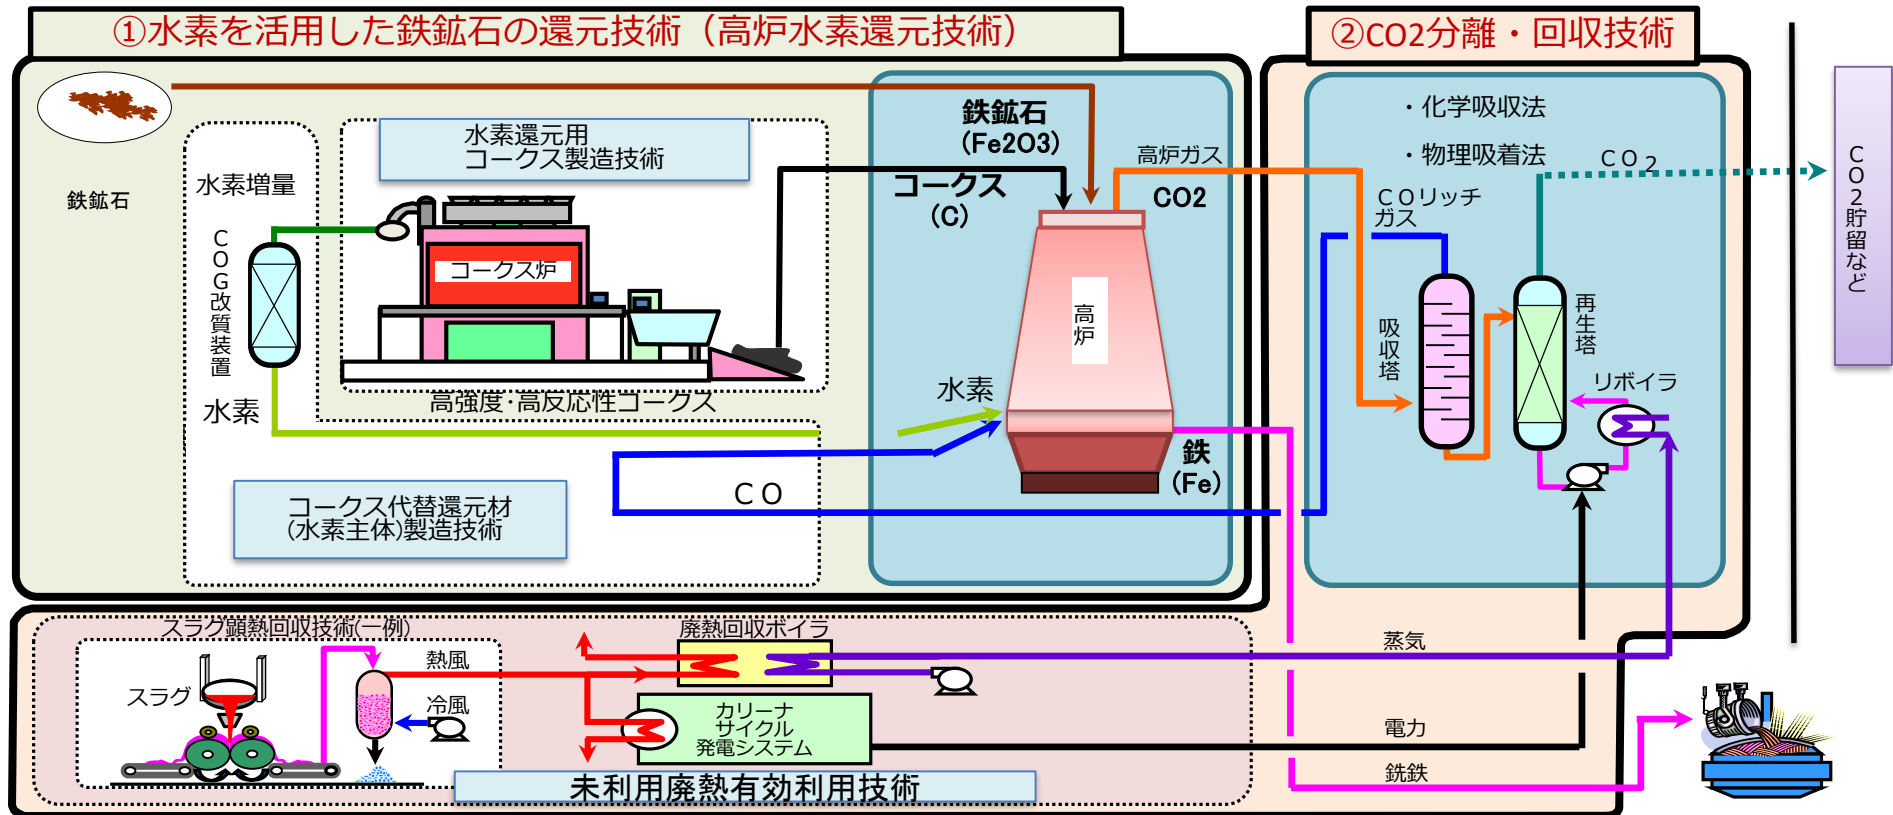 ①水素を活用した鉄鉱石の還元技術（高炉水素還元技術）
②CO2分離・回収技術
鉄鉱石
水素増量
COG改質装置
水素
水素還元用
コークス製造技術
コークス炉
高強度･高反応性コークス
コークス代替還元材
(水素主体)製造技術
CO
鉄鉱石
(Fe2O3)
コークス
(C)
高炉ガス
CO2
高炉
水素
鉄
(Fe)
・化学吸収法
・物理吸着法
CO2
COリッチ
ガス
吸収塔
再生塔
リボイラ
CO2貯留など
スラグ顕熱回収技術(一例)
スラグ
熱風
冷風
廃熱回収ボイラ
カリーナ
サイクル
発電システム
未利用廃熱有効利用技術
蒸気
電力
銑鉄